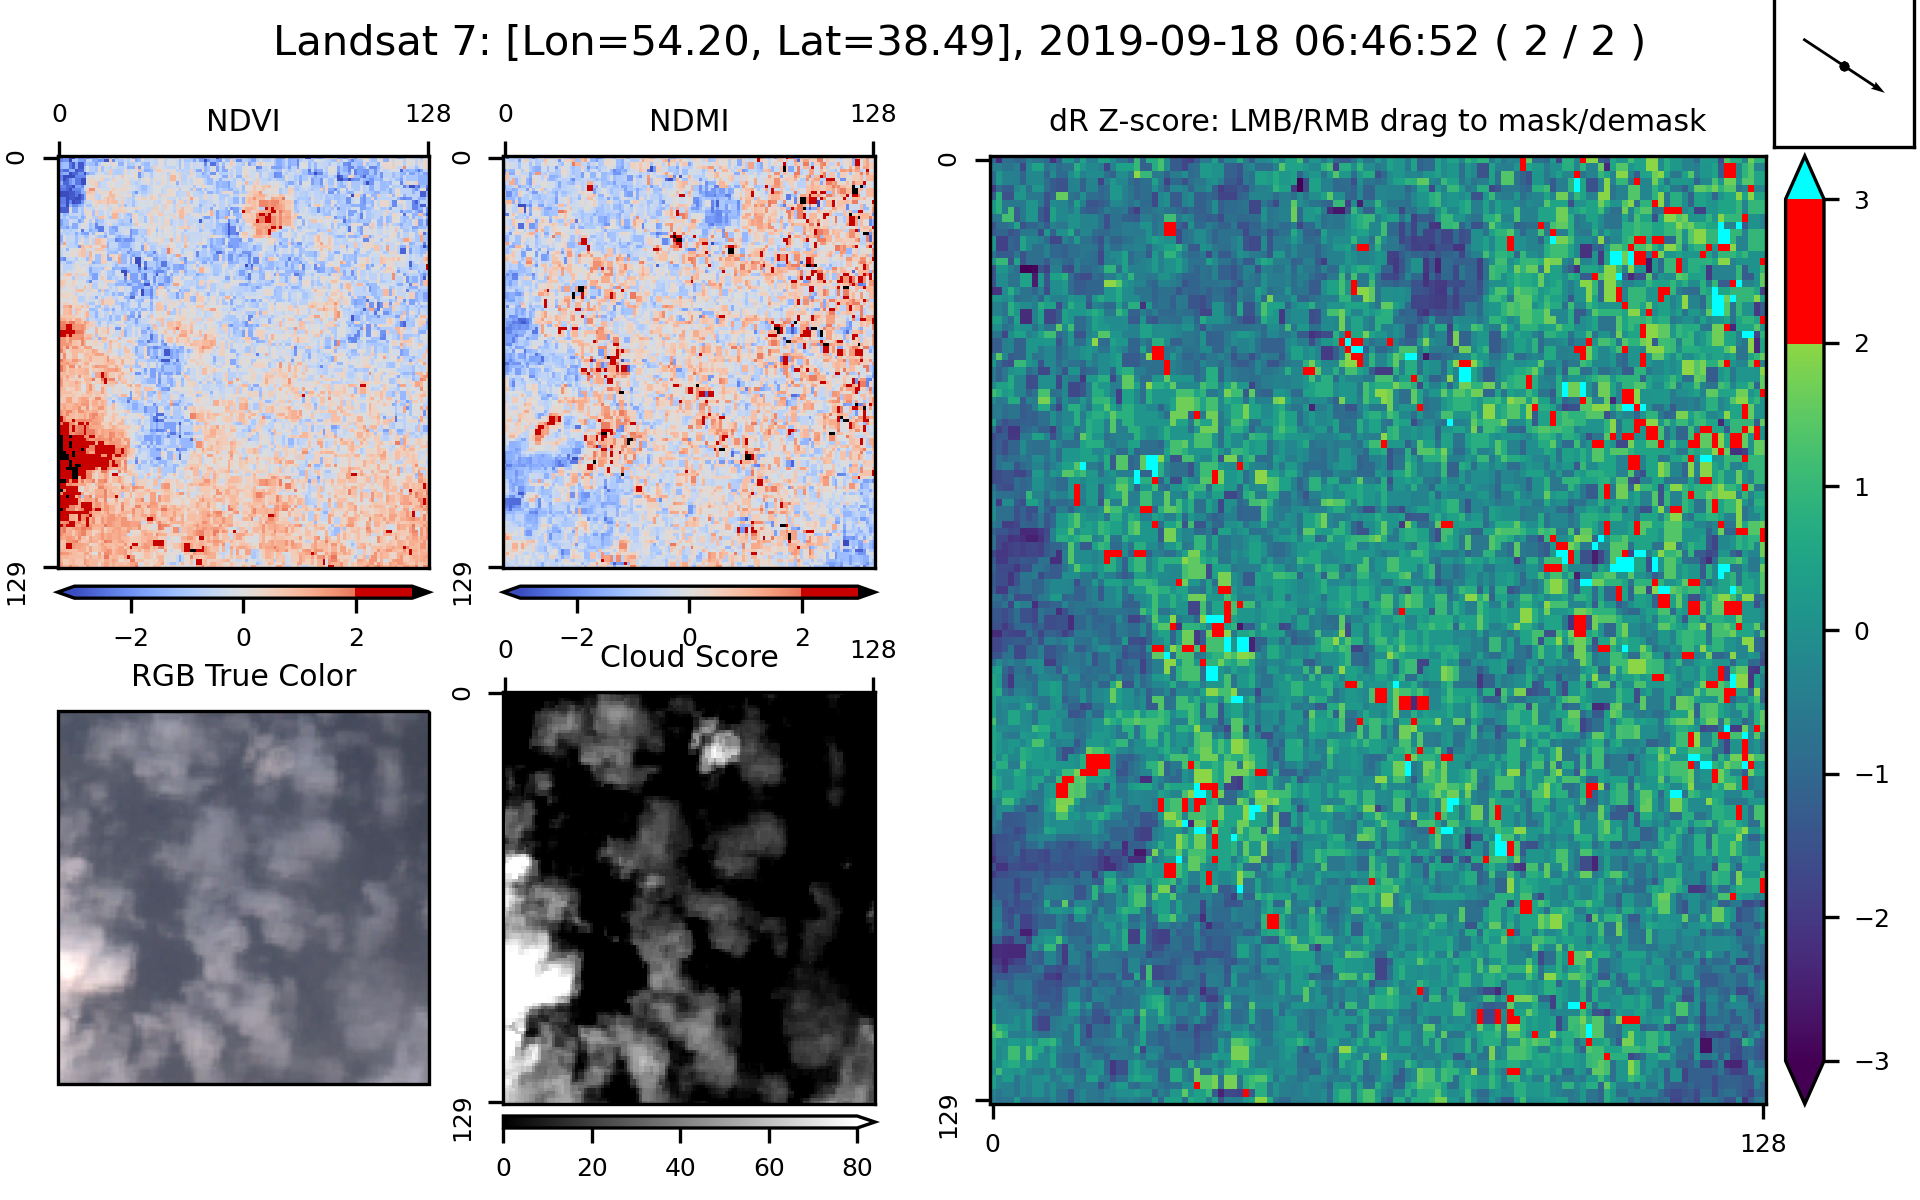 Landsat 7: [Lon=54.20, Lat=38.49], 2019-09-18 06:46:52 ( 2 / 2 )
NDVI
0 128
0
129
−2 0 2
NDMI
0 128
0
129
−2 0 2
dR Z-score: LMB/RMB drag to mask/demask
0
129
0 128
3
2
1
0
−1
−2
−3
RGB True Color
Cloud Score
0 128
0
129
0 20 40 60 80